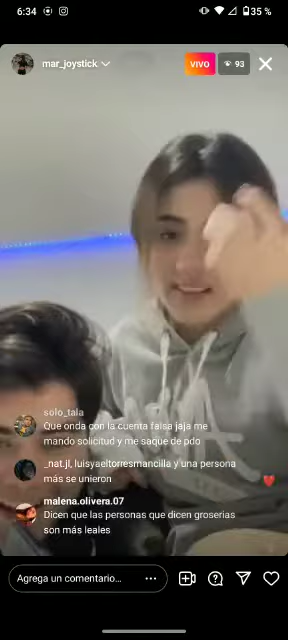 6:34
35 %
mar_joystick
VIVO
93
solo_tala
Que onda con la cuenta falsa jaja me
mando solicitud y me saque de pdo
_nat.jl, luisyaeltorresmancilla y una persona
más se unieron
malena.olivera.07
Dicen que las personas que dicen groserias
son más leales
Agrega un comentario...